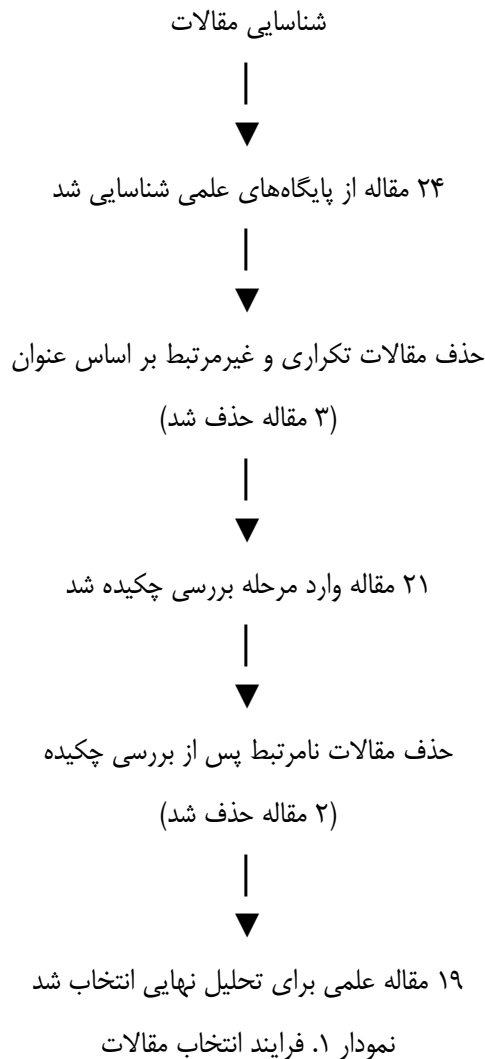 شناسایی مقالات
۲۴ مقاله از پایگاه‌های علمی شناسایی شد
حذف مقالات تکراری و غیرمرتبط بر اساس عنوان
(۳ مقاله حذف شد)
۲۱ مقاله وارد مرحله بررسی چکیده شد
حذف مقالات نامرتبط پس از بررسی چکیده
(۲ مقاله حذف شد)
۱۹ مقاله علمی برای تحلیل نهایی انتخاب شد
نمودار ۱. فرایند انتخاب مقالات